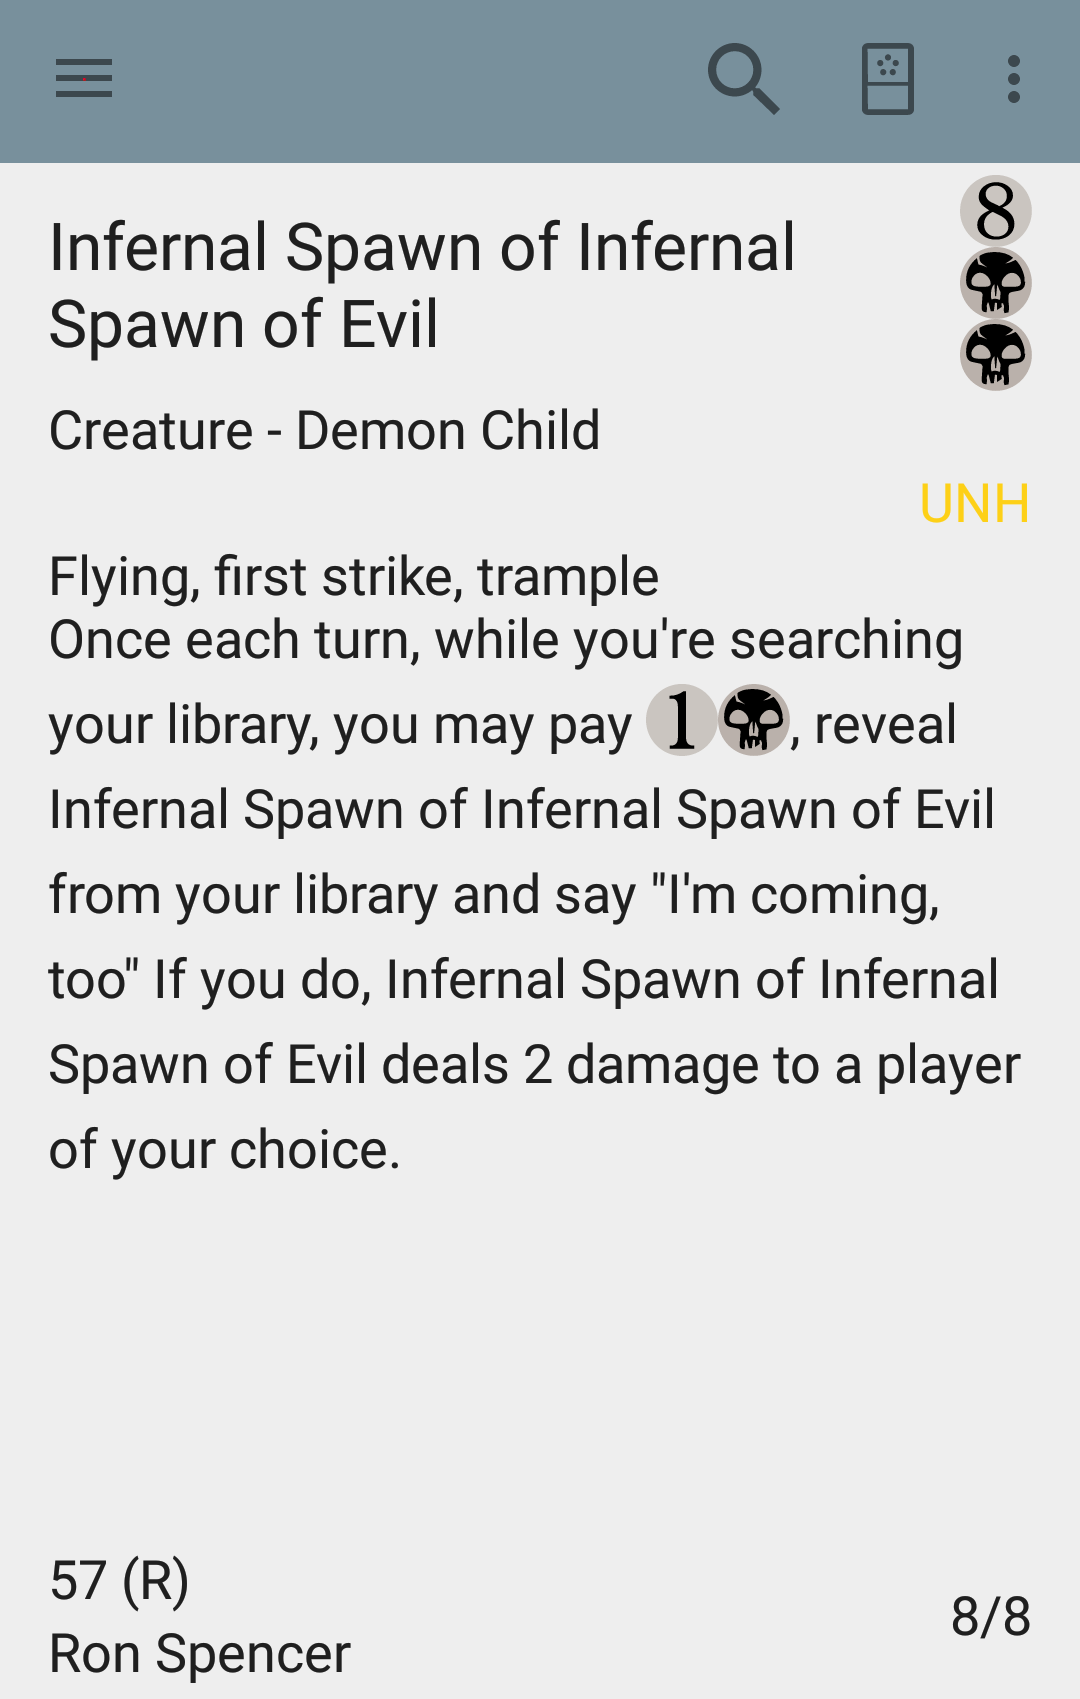 Infernal Spawn of Infernal
Spawn of Evil
8
Creature - Demon Child
UNH
Flying, first strike, trample
Once each turn, while you're searching
your library, you may pay 1, reveal
Infernal Spawn of Infernal Spawn of Evil
from your library and say "I'm coming,
too" If you do, Infernal Spawn of Infernal
Spawn of Evil deals 2 damage to a player
of your choice.
57 (R)
Ron Spencer
8/8